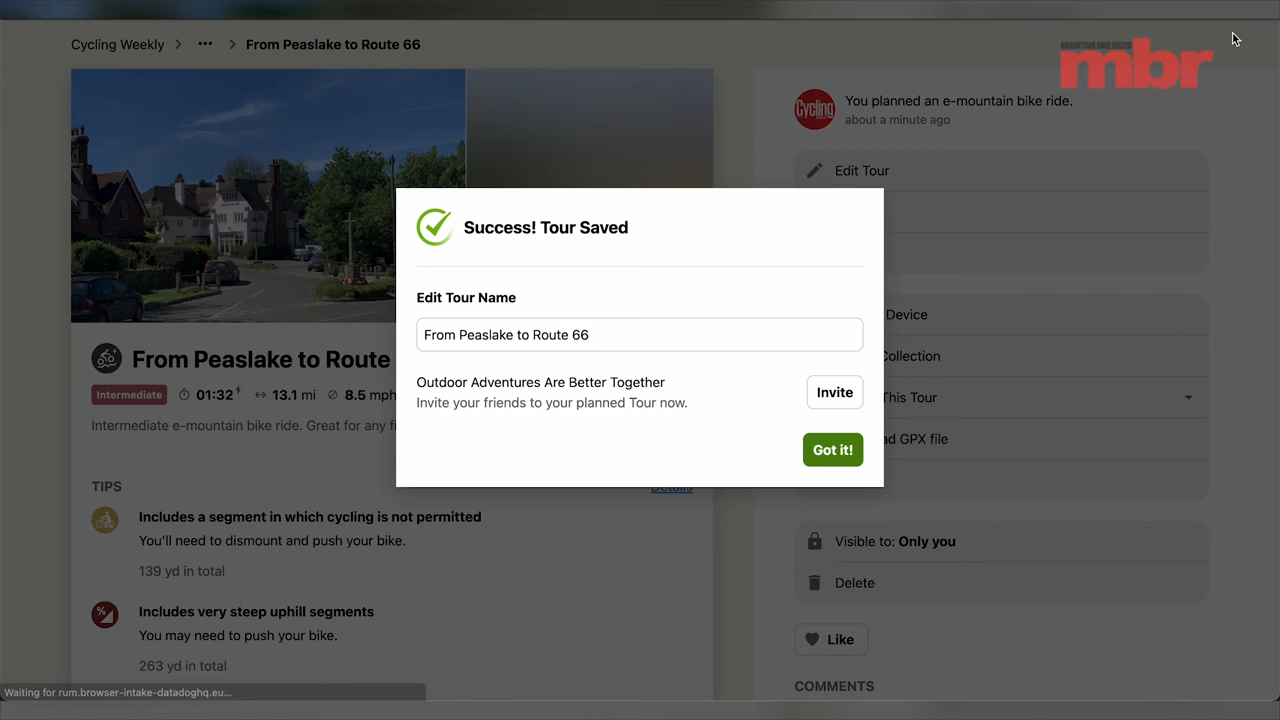 Cycling Weekly
...
From Peaslake to Route 66
MOUNTAIN BIKE RIDER
mbr
Cycling
You planned an e-mountain bike ride.
about a minute ago
Edit Tour
Success! Tour Saved
Edit Tour Name
From Peaslake to Route 66
Device
Collection
This Tour
ad GPX file
Outdoor Adventures Are Better Together
Invite your friends to your planned Tour now.
Invite
Got it!
From Peaslake to Route
Intermediate
01:32
13.1 mi
8.5 mph
Intermediate e-mountain bike ride. Great for any fi
TIPS
Details
Includes a segment in which cycling is not permitted
You'll need to dismount and push your bike.
139 yd in total
Includes very steep uphill segments
You may need to push your bike.
263 yd in total
Visible to: Only you
Delete
Like
COMMENTS
Waiting for rum.browser-intake-datadoghq.eu...